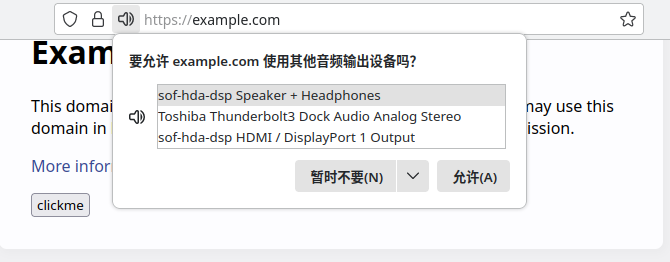 https://example.com
Exam
要允许 example.com 使用其他音频输出设备吗?
sof-hda-dsp Speaker + Headphones
This domai
may use this
Toshiba Thunderbolt3 Dock Audio Analog Stereo
domain in
ission.
sof-hda-dsp HDMI / DisplayPort 1 Output
More infor
暂时不要(N)
允许(A)
clickme